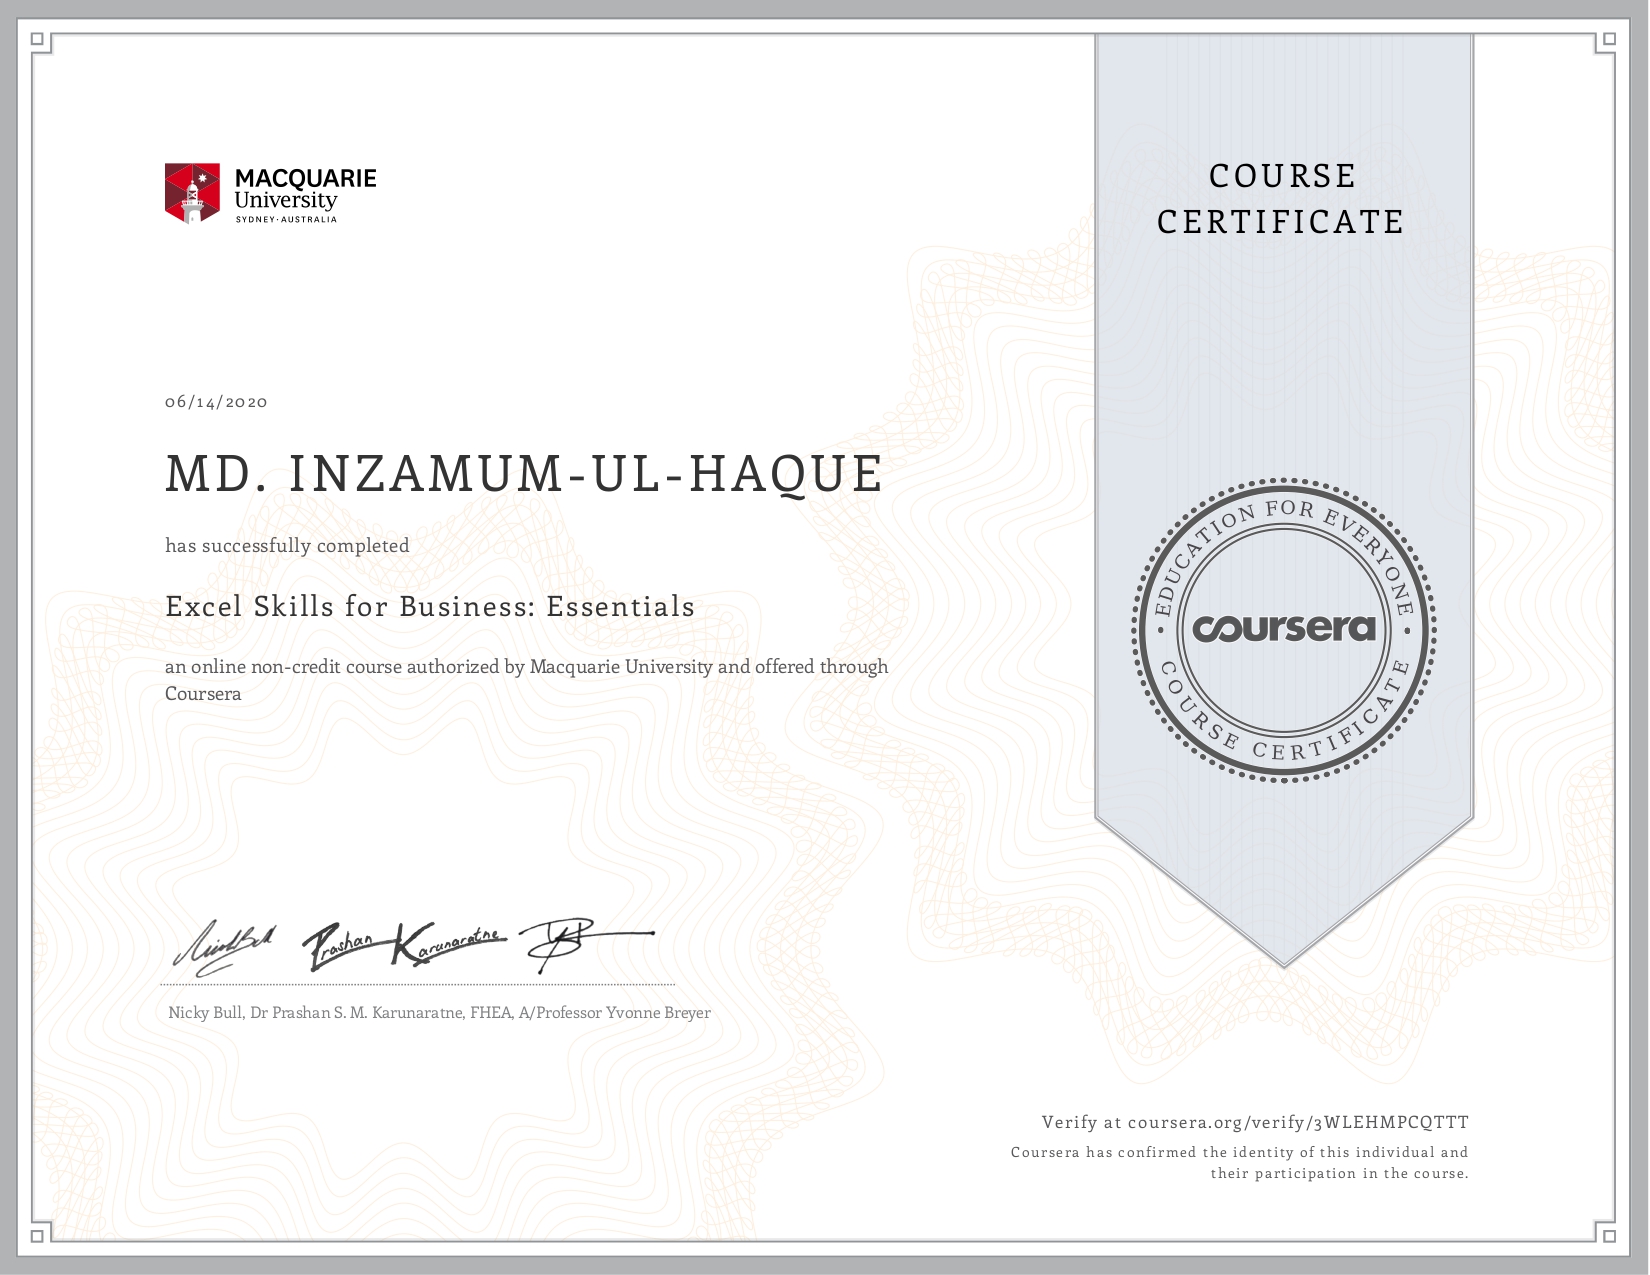 MACQUARIE
University
SYDNEY·AUSTRALIA
COURSE
CERTIFICATE
06/14/2020
MD. INZAMUM-UL-HAQUE
has successfully completed
Excel Skills for Business: Essentials
an online non-credit course authorized by Macquarie University and offered through
Coursera
EDUCATION FOR EVERYONE
coursera
COURSE CERTIFICATE
Prashan Karunaratne
Nicky Bull, Dr Prashan S. M. Karunaratne, FHEA, A/Professor Yvonne Breyer
Verify at coursera.org/verify/3WLEHMPCQTTT
Coursera has confirmed the identity of this individual and
their participation in the course.